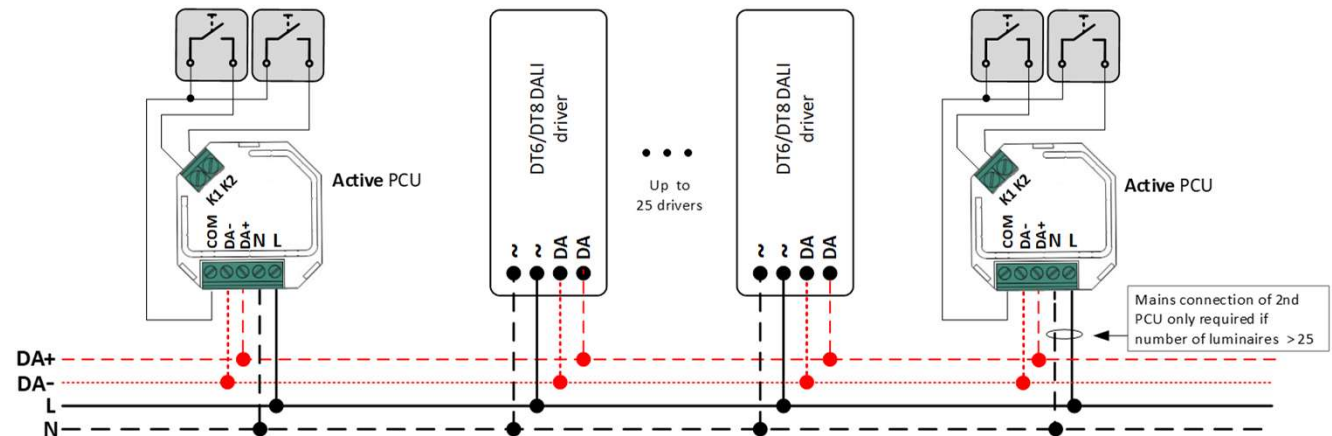 K1 K2
COM
DA-
DA+
N
L
Active PCU
DT6/DT8 DALI
driver
~
~
DA
DA
Up to
25 drivers
DT6/DT8 DALI
driver
~
~
DA
DA
K1 K2
COM
DA-
DA+
N
L
Active PCU
Mains connection of 2nd
PCU only required if
number of luminaires >25
DA+
DA-
L
N